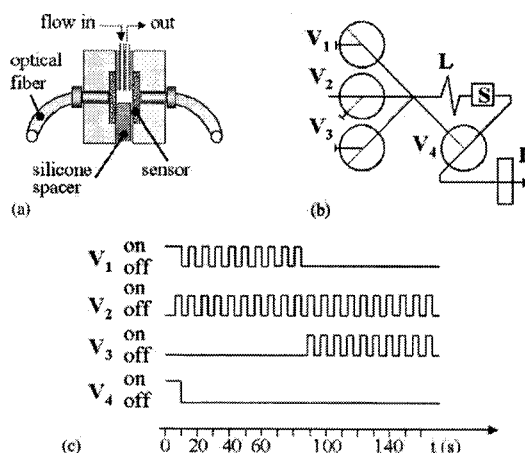 flow in
out
optical
fiber
silicone
spacer
sensor
(a)
V1
V2
V3
L
S
V4
(b)
V1 on
off
V2 on
off
V3 on
off
V4 on
off
(c)
0 20 40 60 100 140 t (s)